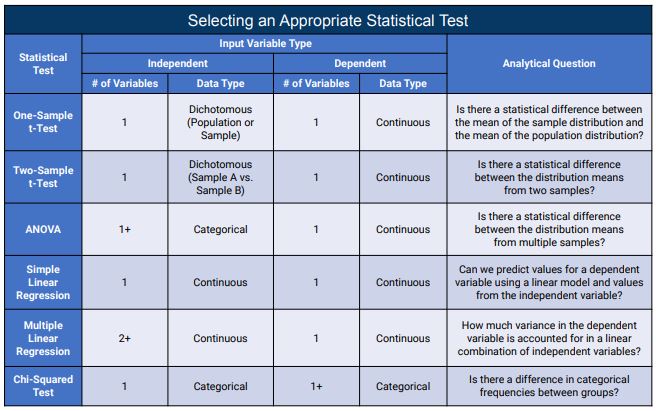 Selecting an Appropriate Statistical Test
Statistical
Test
Input Variable Type
Analytical Question
Independent
Dependent
# of Variables
Data Type
# of Variables
Data Type
One-Sample
t-Test
1
Dichotomous
(Population or
Sample)
1
Continuous
Is there a statistical difference between
the mean of the sample distribution and
the mean of the population distribution?
Two-Sample
t-Test
1
Dichotomous
(Sample A vs.
Sample B)
1
Continuous
Is there a statistical difference
between the distribution means
from two samples?
ANOVA
1+
Categorical
1
Continuous
Is there a statistical difference
between the distribution means
from multiple samples?
Simple
Linear
Regression
1
Continuous
1
Continuous
Can we predict values for a dependent
variable using a linear model and values
from the independent variable?
Multiple
Linear
Regression
2+
Continuous
1
Continuous
How much variance in the dependent
variable is accounted for in a linear
combination of independent variables?
Chi-Squared
Test
1
Categorical
1+
Categorical
Is there a difference in categorical
frequencies between groups?